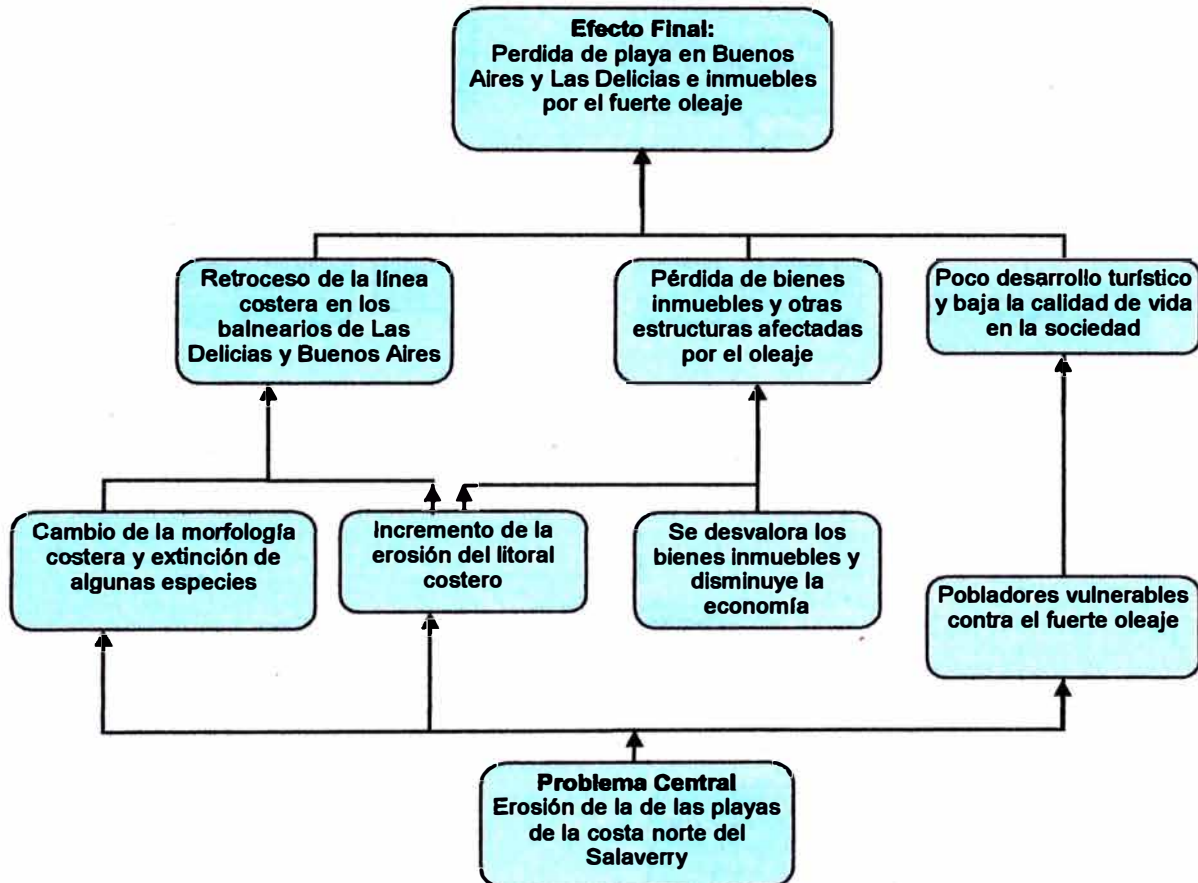 Efecto Final:
Perdida de playa en Buenos
Aires y Las Delicias e inmuebles
por el fuerte oleaje
Retroceso de la línea
costera en los
balnearios de Las
Delicias y Buenos Aires
Pérdida de bienes
inmuebles y otras
estructuras afectadas
por el oleaje
Poco desarrollo turístico
y baja la calidad de vida
en la sociedad
Cambio de la morfología
costera y extinción de
algunas especies
Incremento de la
erosión del litoral
costero
Se desvalora los
bienes inmuebles y
disminuye la
economía
Pobladores vulnerables
contra el fuerte oleaje
Problema Central
Erosión de la de las playas
de la costa norte del
Salaverry